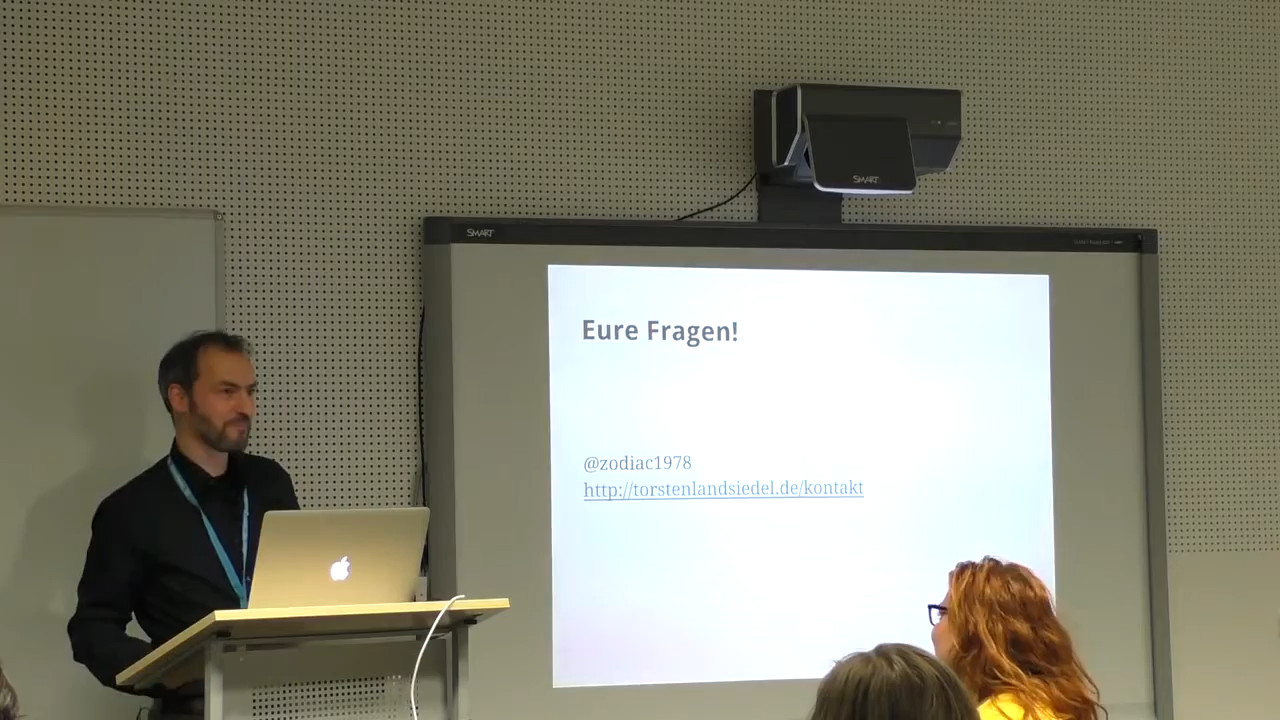 SMART
SMART
Eure Fragen!
@zodiac1978
http://torstenlandsiedel.de/kontakt